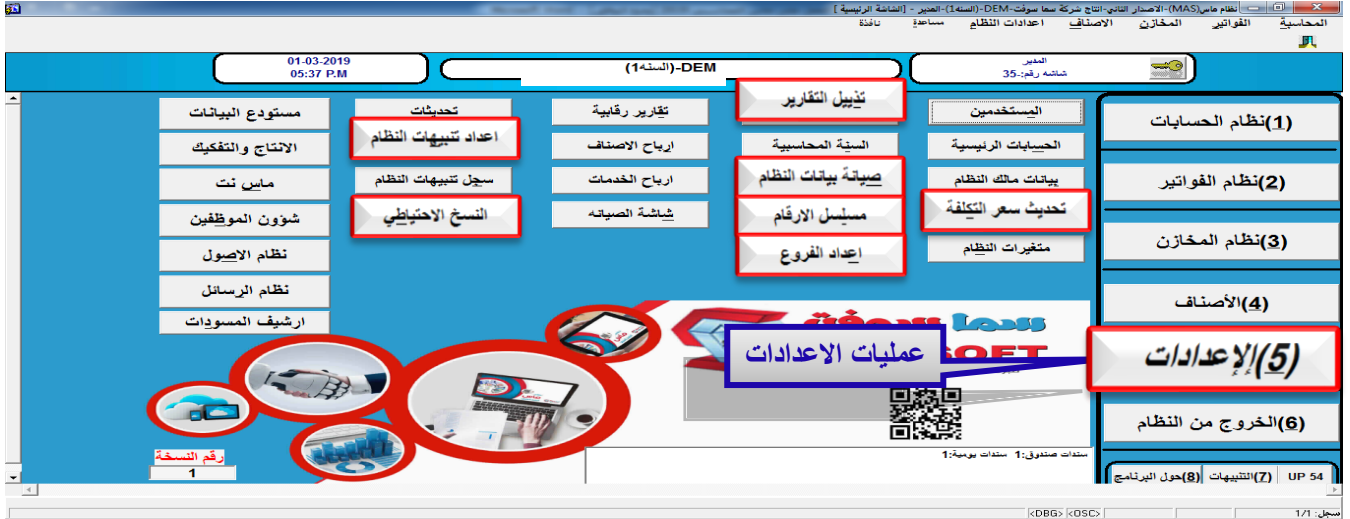 نظام ماس(MAS)-الاصدار الثاني-انتاج شركة سما سوفت-DEM-(السنه1)-المدير - [الشاشة الرئيسية ]
المحاسبة الفواتير المخازن الاصناف اعدادات النظام مساعدة نافذة
المدير
شاشه رقم:-35
DEM-(السنه1)
01-03-2019
05:37 P.M
(1)نظام الحسابات
(2)نظام الفواتير
(3)نظام المخازن
(4)الأصناف
(5)الإعدادات
(6)الخروج من النظام
UP 54 (7)التنبيهات (8)حول البرنامج
المستخدمين
الحسابات الرئيسية
بيانات مالك النظام
تحديث سعر التكلفة
متغيرات النظام
تذييل التقارير
السنة المحاسبية
صيانة بيانات النظام
مسلسل الارقام
اعداد الفروع
تقارير رقابية
ارباح الاصناف
ارباح الخدمات
شاشة الصيانه
تحديثات
اعداد تنبيهات النظام
سجل تنبيهات النظام
النسخ الاحتياطي
مستودع البيانات
الانتاج والتفكيك
ماس نت
شؤون الموظفين
نظام الاصول
نظام الرسائل
ارشيف المسودات
سما سوفت
SOFT
عمليات الاعدادات
سندات صندوق:1 سندات يومية:1
رقم النسخة
1
سجل: 1/1
<OSC> <DBG>